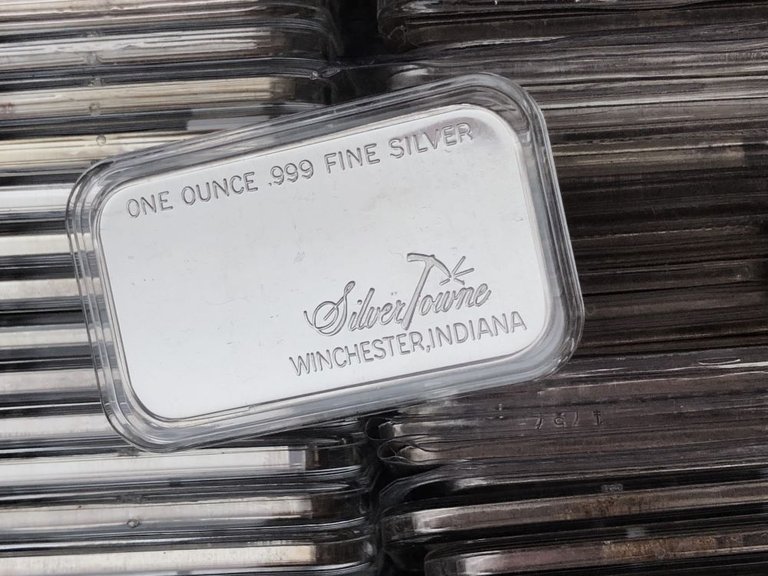 ONE OUNCE .999 FINE SILVER
SilverTowne
WINCHESTER, INDIANA